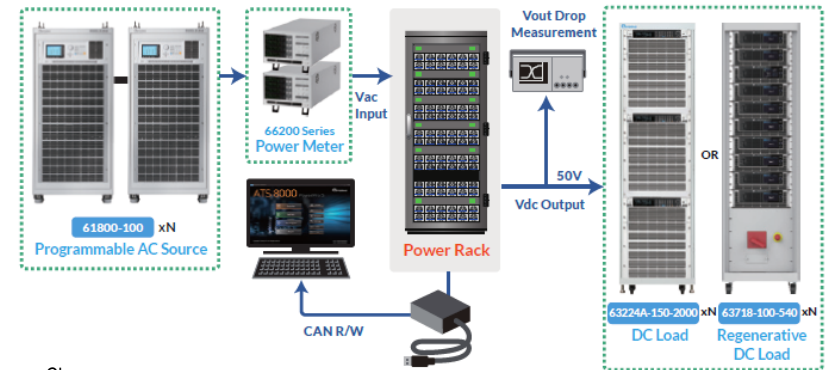 Vout Drop
Measurement
Vac
Input
66200 Series
Power Meter
OR
50V
Vdc Output
ATS 8000
61800-100 xN
Programmable AC Source
Power Rack
CAN R/W
63224A-150-2000 xN
DC Load
63718-100-540 xN
Regenerative
DC Load